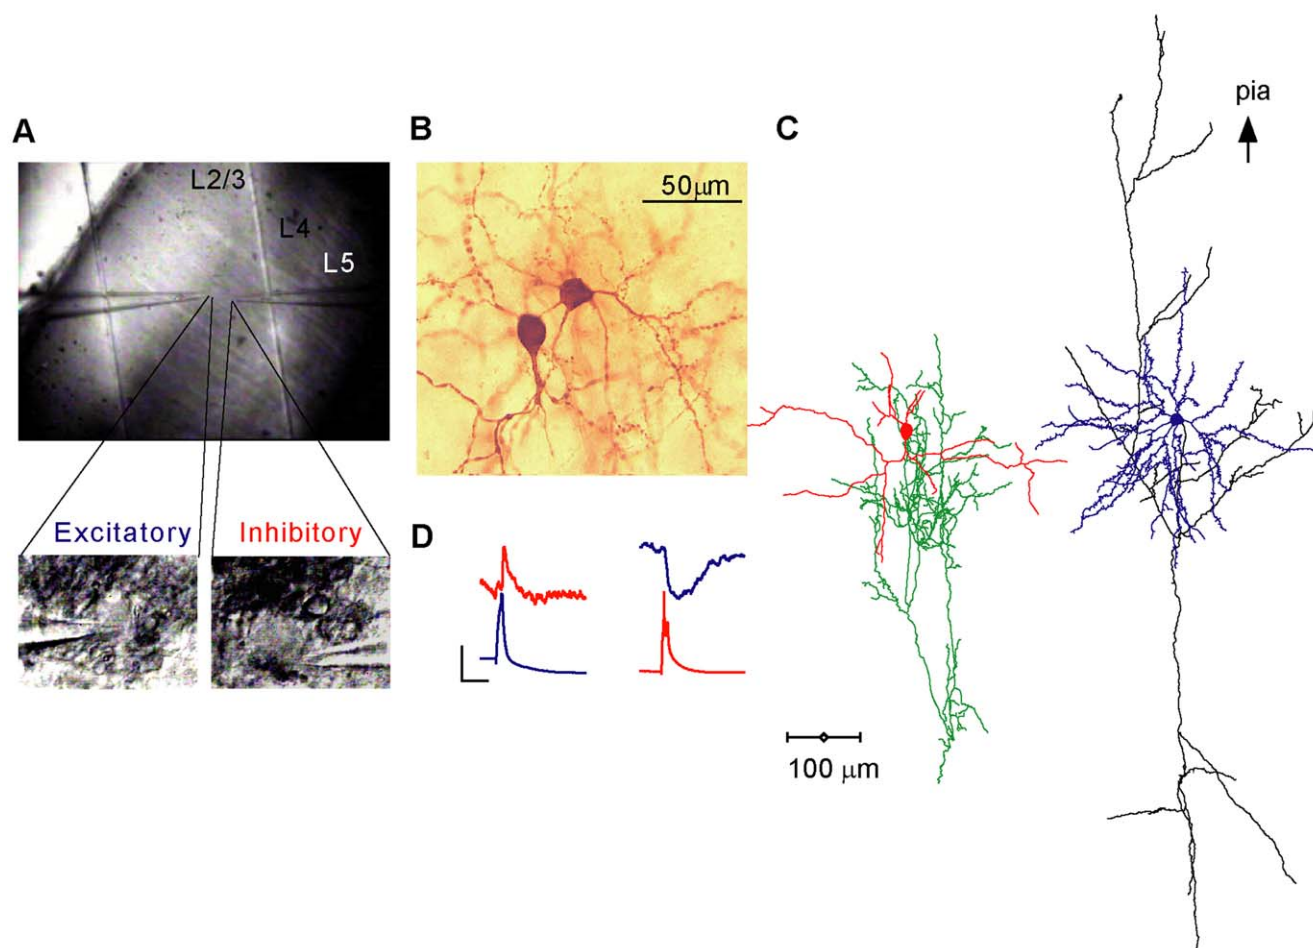 A
L2/3
L4
L5
Excitatory
Inhibitory
B
50μm
C
pia
100 μm
D